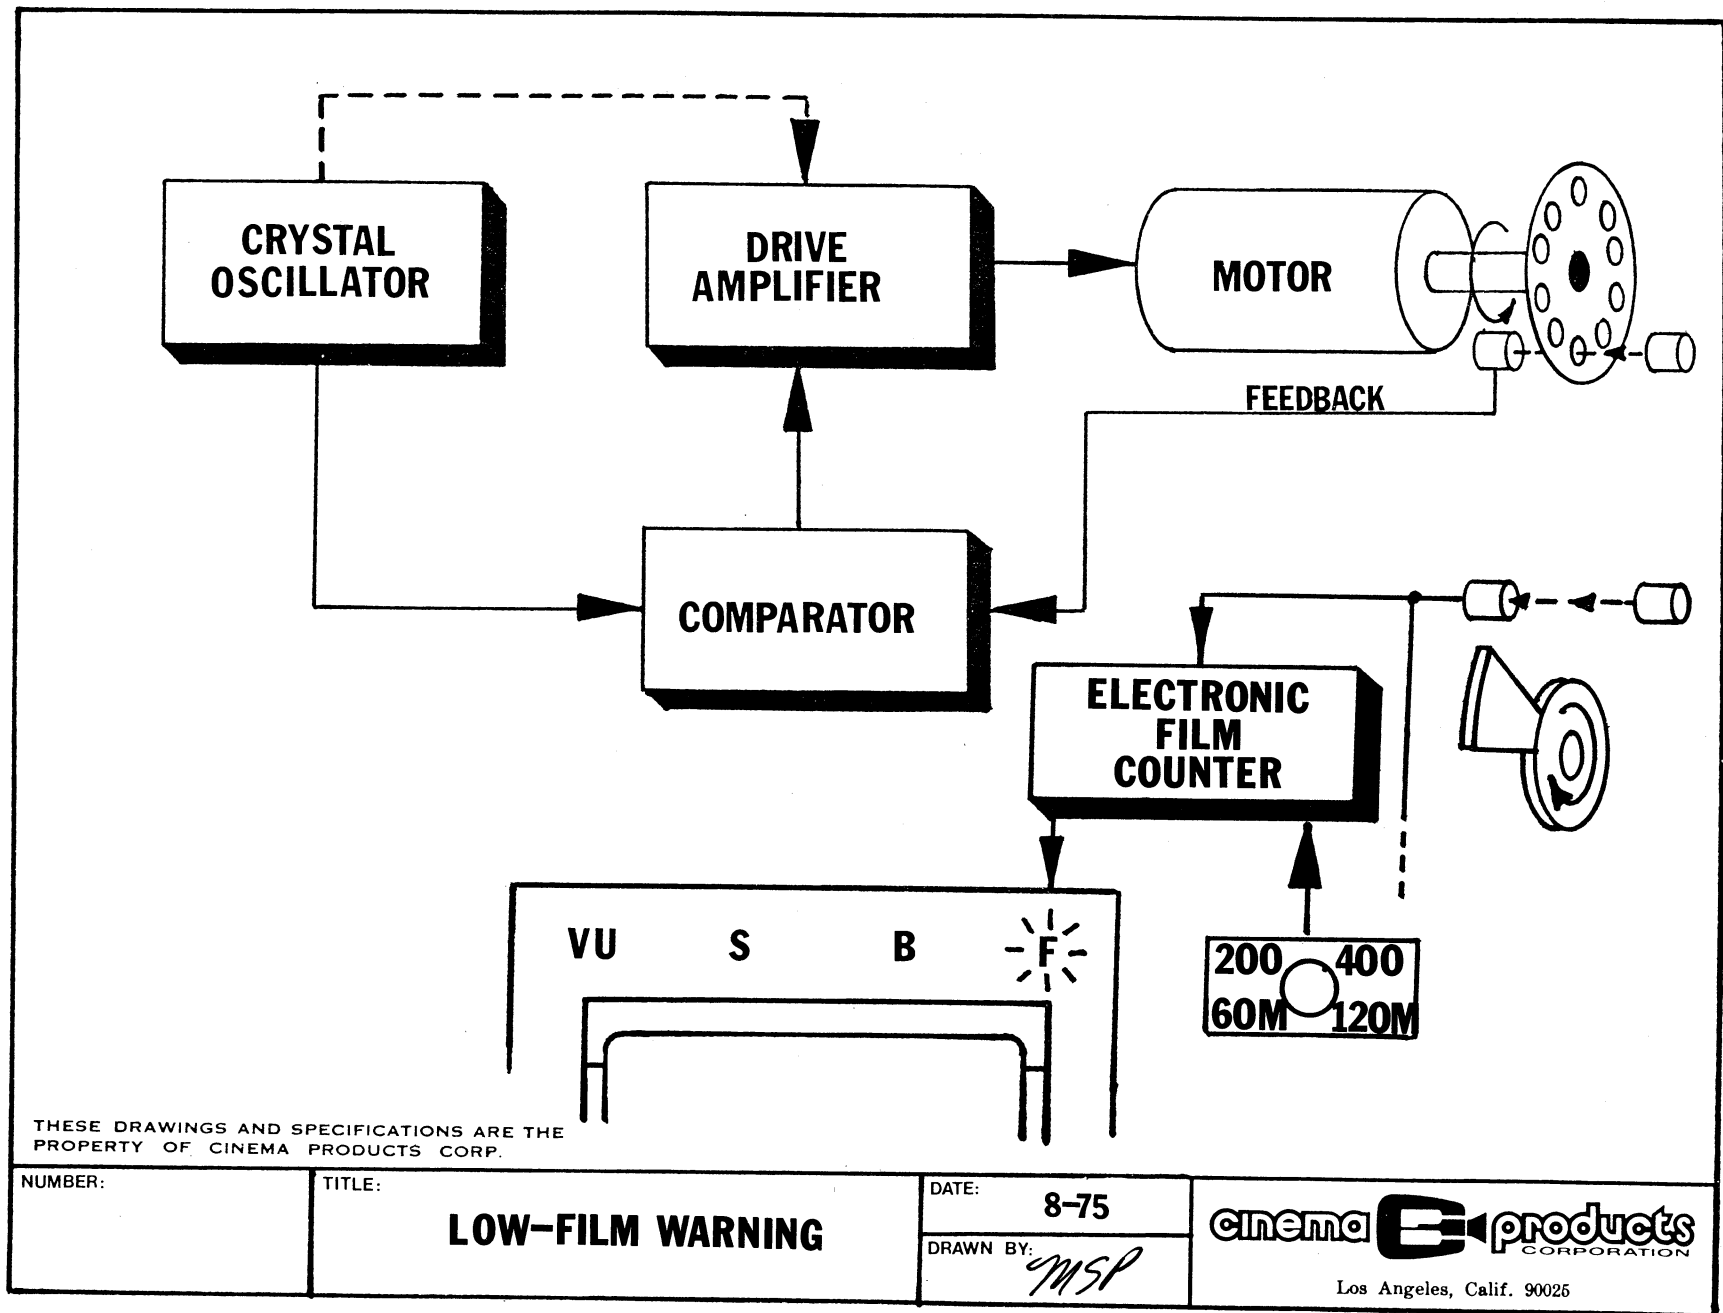 CRYSTAL
OSCILLATOR
DRIVE
AMPLIFIER
MOTOR
FEEDBACK
COMPARATOR
ELECTRONIC
FILM
COUNTER
VU S B F
200 400
60M 120M
THESE DRAWINGS AND SPECIFICATIONS ARE THE
PROPERTY OF CINEMA PRODUCTS CORP.
NUMBER:
TITLE:
LOW-FILM WARNING
DATE:
8-75
DRAWN BY:
MSP
cinema products
CORPORATION
Los Angeles, Calif. 90025